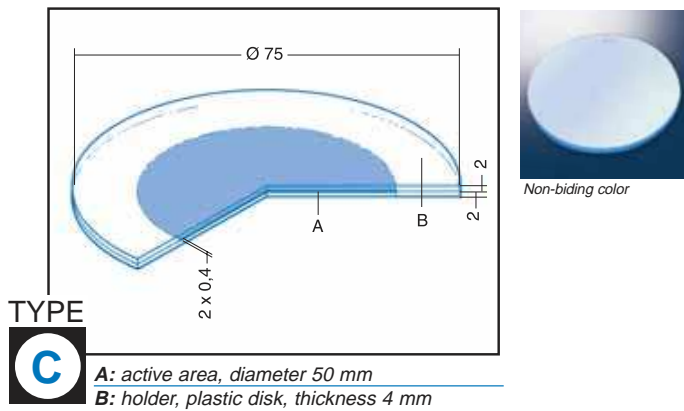 Ø 75
2
2
A
B
2 x 0,4
Non-biding color
TYPE
C
A: active area, diameter 50 mm
B: holder, plastic disk, thickness 4 mm